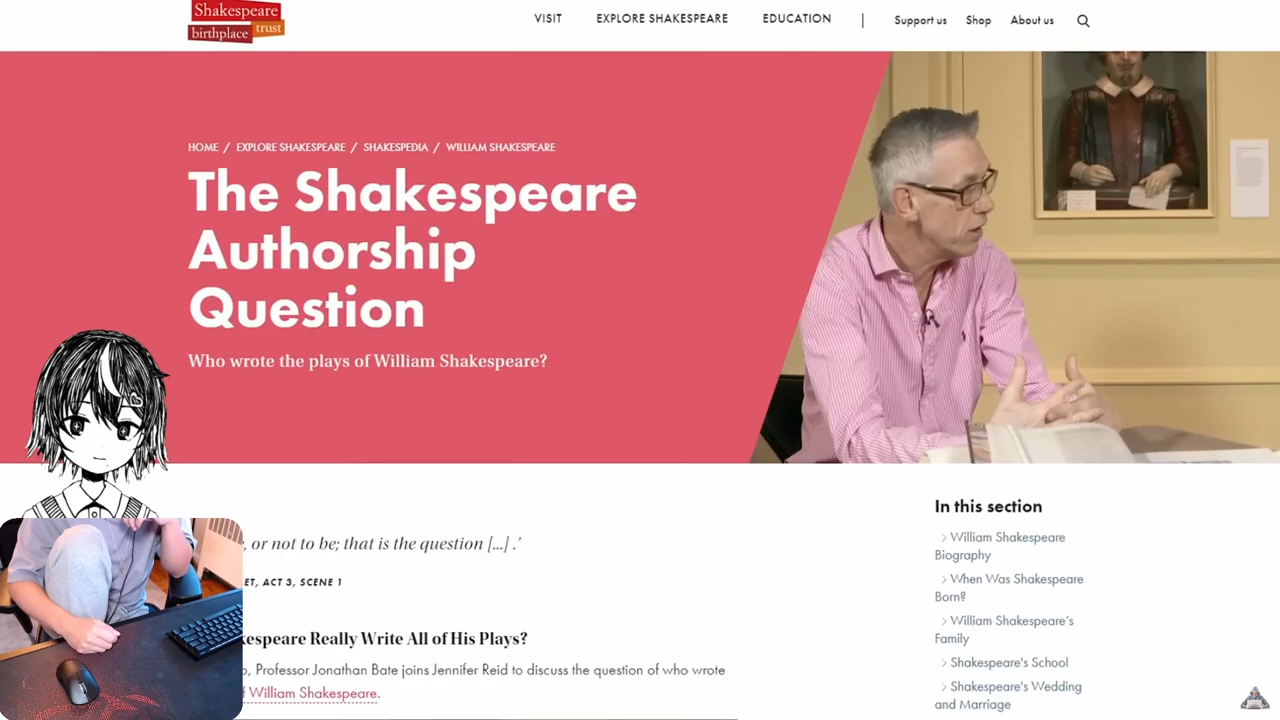 Shakespeare
birthplace trust
VISIT EXPLORE SHAKESPEARE EDUCATION | Support us Shop About us
HOME / EXPLORE SHAKESPEARE / SHAKESPEDIA / WILLIAM SHAKESPEARE
The Shakespeare
Authorship
Question
Who wrote the plays of William Shakespeare?
, or not to be; that is the question [...] .'
ET, ACT 3, SCENE 1
kespeare Really Write All of His Plays?
, Professor Jonathan Bate joins Jennifer Reid to discuss the question of who wrote
f William Shakespeare.
In this section
> William Shakespeare
Biography
> When Was Shakespeare
Born?
> William Shakespeare's
Family
> Shakespeare's School
> Shakespeare's Wedding
and Marriage